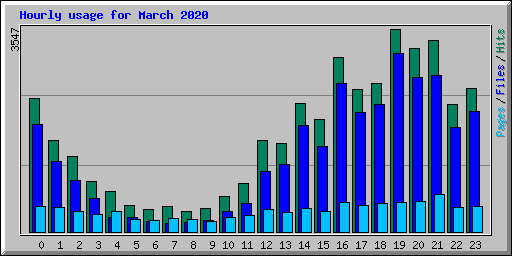 Hourly usage for March 2020
3547
Pages / Files / Hits
0 1 2 3 4 5 6 7 8 9 10 11 12 13 14 15 16 17 18 19 20 21 22 23